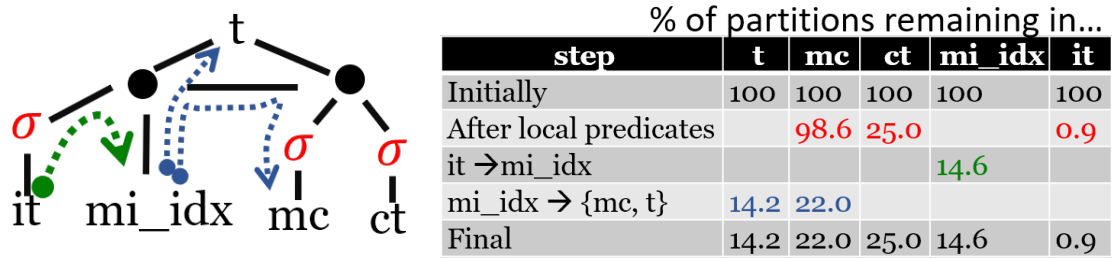 t
σ
σ
σ
it
mi_idx
mc
ct
% of partitions remaining in...
step t mc ct mi_idx it
Initially 100 100 100 100 100
After local predicates 98.6 25.0 0.9
it →mi_idx 14.6
mi_idx → {mc, t} 14.2 22.0
Final 14.2 22.0 25.0 14.6 0.9